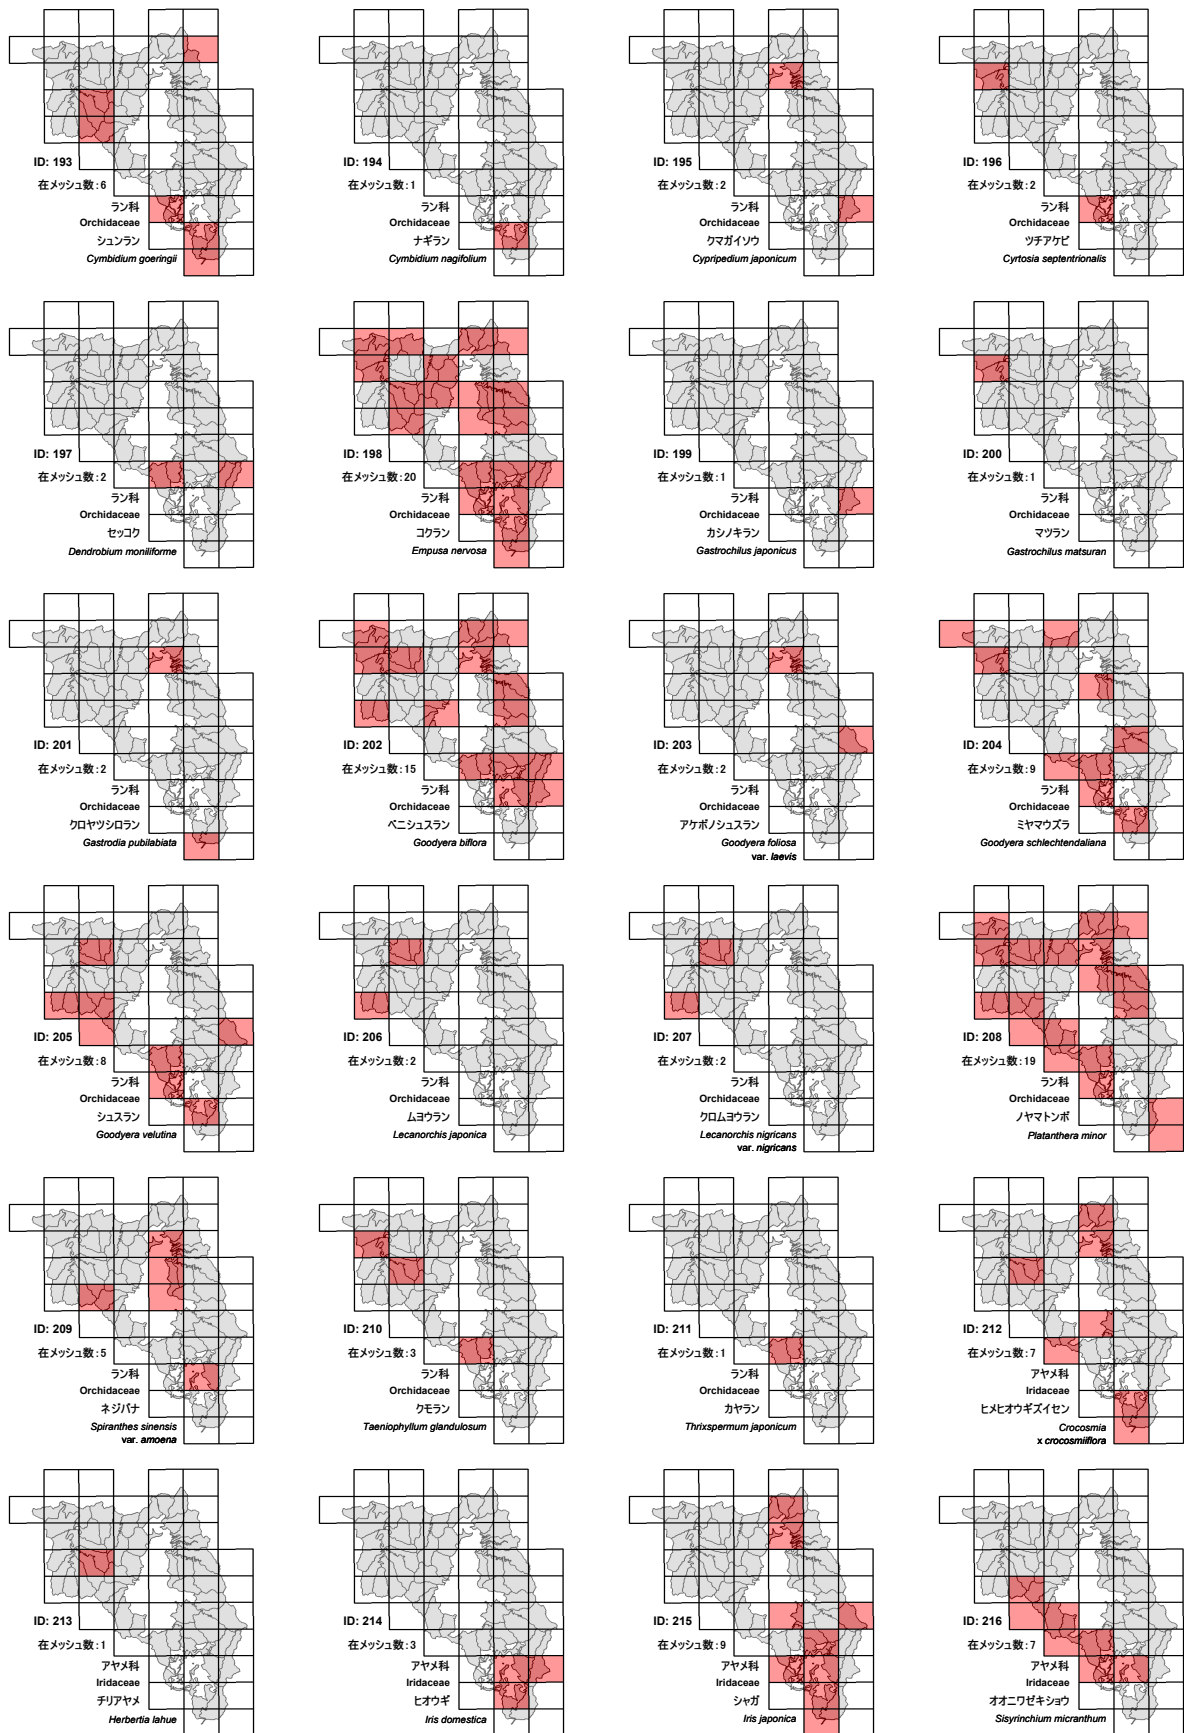 ID: 193
在メッシュ数:6
ラン科
Orchidaceae
シュンラン
Cymbidium goeringii
ID: 194
在メッシュ数:1
ラン科
Orchidaceae
ナギラン
Cymbidium nagifolium
ID: 195
在メッシュ数:2
ラン科
Orchidaceae
クマガイソウ
Cypripedium japonicum
ID: 196
在メッシュ数:2
ラン科
Orchidaceae
ツチアケビ
Cyrtosia septentrionalis
ID: 197
在メッシュ数:2
ラン科
Orchidaceae
セッコク
Dendrobium moniliforme
ID: 198
在メッシュ数:20
ラン科
Orchidaceae
コクラン
Empusa nervosa
ID: 199
在メッシュ数:1
ラン科
Orchidaceae
カシノキラン
Gastrochilus japonicus
ID: 200
在メッシュ数:1
ラン科
Orchidaceae
マツラン
Gastrochilus matsuran
ID: 201
在メッシュ数:2
ラン科
Orchidaceae
クロヤツシロラン
Gastrodia pubilabiata
ID: 202
在メッシュ数:15
ラン科
Orchidaceae
ベニシュスラン
Goodyera biflora
ID: 203
在メッシュ数:2
ラン科
Orchidaceae
アケボノシュスラン
Goodyera foliosa
var. laevis
ID: 204
在メッシュ数:9
ラン科
Orchidaceae
ミヤマウズラ
Goodyera schlechtendaliana
ID: 205
在メッシュ数:8
ラン科
Orchidaceae
シュスラン
Goodyera velutina
ID: 206
在メッシュ数:2
ラン科
Orchidaceae
ムヨウラン
Lecanorchis japonica
ID: 207
在メッシュ数:2
ラン科
Orchidaceae
クロムヨウラン
Lecanorchis nigricans
var. nigricans
ID: 208
在メッシュ数:19
ラン科
Orchidaceae
ノヤマトンボ
Platanthera minor
ID: 209
在メッシュ数:5
ラン科
Orchidaceae
ネジバナ
Spiranthes sinensis
var. amoena
ID: 210
在メッシュ数:3
ラン科
Orchidaceae
クモラン
Taeniophyllum glandulosum
ID: 211
在メッシュ数:1
ラン科
Orchidaceae
カヤラン
Thrixspermum japonicum
ID: 212
在メッシュ数:7
アヤメ科
Iridaceae
ヒメヒオウギズイセン
Crocosmia
x crocosmiiflora
ID: 213
在メッシュ数:1
アヤメ科
Iridaceae
チリアヤメ
Herbertia lahue
ID: 214
在メッシュ数:3
アヤメ科
Iridaceae
ヒオウギ
Iris domestica
ID: 215
在メッシュ数:9
アヤメ科
Iridaceae
シャガ
Iris japonica
ID: 216
在メッシュ数:7
アヤメ科
Iridaceae
オオニワゼキショウ
Sisyrinchium micranthum